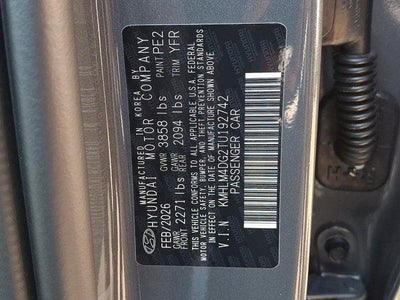 MANUFACTURED IN KOREA BY
HYUNDAI MOTOR COMPANY
FEB/2026 GVWR 3858 lbs PAINT PE2
GAWR FRONT 2271 lbs GAWR REAR 2094 lbs TRIM YFR
THIS VEHICLE CONFORMS TO ALL APPLICABLE U.S.A. FEDERAL
MOTOR VEHICLE SAFETY, BUMPER, AND THEFT PREVENTION STANDARDS
IN EFFECT ON THE DATE OF MANUFACTURE SHOWN ABOVE
V.I.N KMHLM4DG2TU192742
PASSENGER CAR